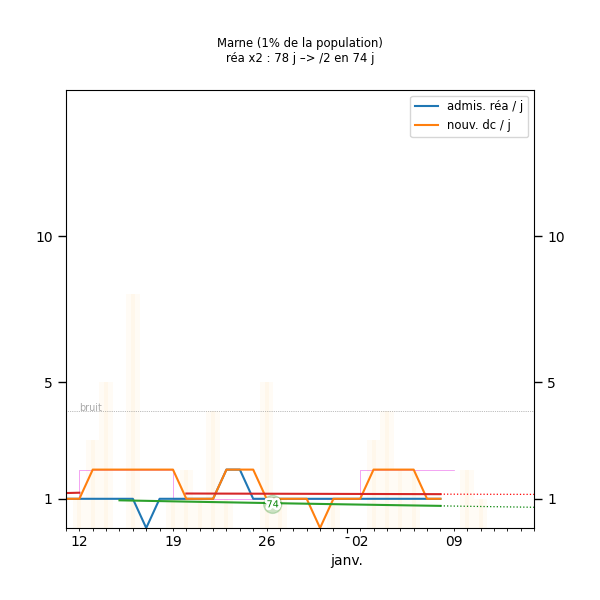 Marne (1% de la population)
réa x2 : 78 j –> /2 en 74 j
admis. réa / j
nouv. dc / j
10 10
5 5
bruit
74
1 1
12 19 26 02 09
janv.